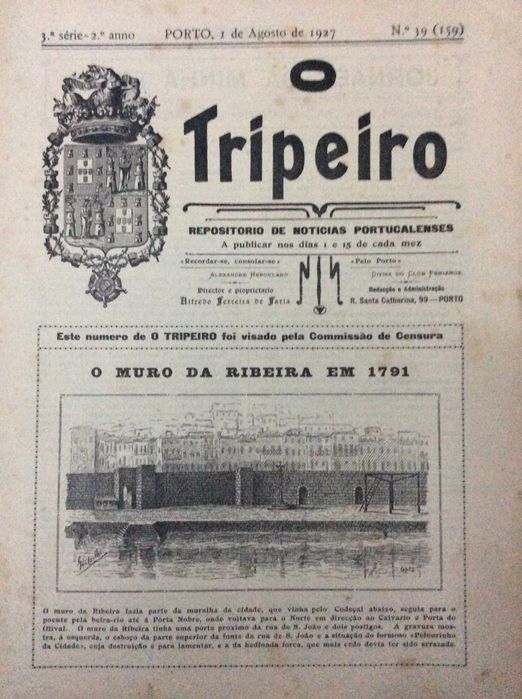 3.ª série - 2.º anno PORTO, 1 de Agosto de 1927 N.º 39 (159)
O
Tripeiro
REPOSITORIO DE NOTICIAS PORTUCALENSES
A publicar nos dias 1 e 15 de cada mez
«Recordar-se, consolar-se»
ALEXANDRE HERCULANO
Director e proprietario
Alfredo Ferreira de Faria
«Pelo Porto»
DIVISA DO
Redacção e Administração
R. Santa Catharina, 99 — PORTO
Este numero de O TRIPEIRO foi visado pela Commissão de Censura
O MURO DA RIBEIRA EM 1791
O muro da Ribeira fazia parte da muralha da cidade, que vinha pelo Codeçal abaixo, seguia para o
poente pela beira-rio até á Porta Nobre, onde voltava para o Norte em direcção ao Calvario e Porta do
Olival. O muro da Ribeira tinha uma porta proximo da rua de S. João e dois postigos. A gravura mos-
tra, á esquerda, o esboço da parte superior da fonte da rua de S. João e a situação do formoso «Pelourinho
da Cidade», cuja destruição é para lamentar, e a da hedionda forca, que mais cedo devia ter sido arrazada.